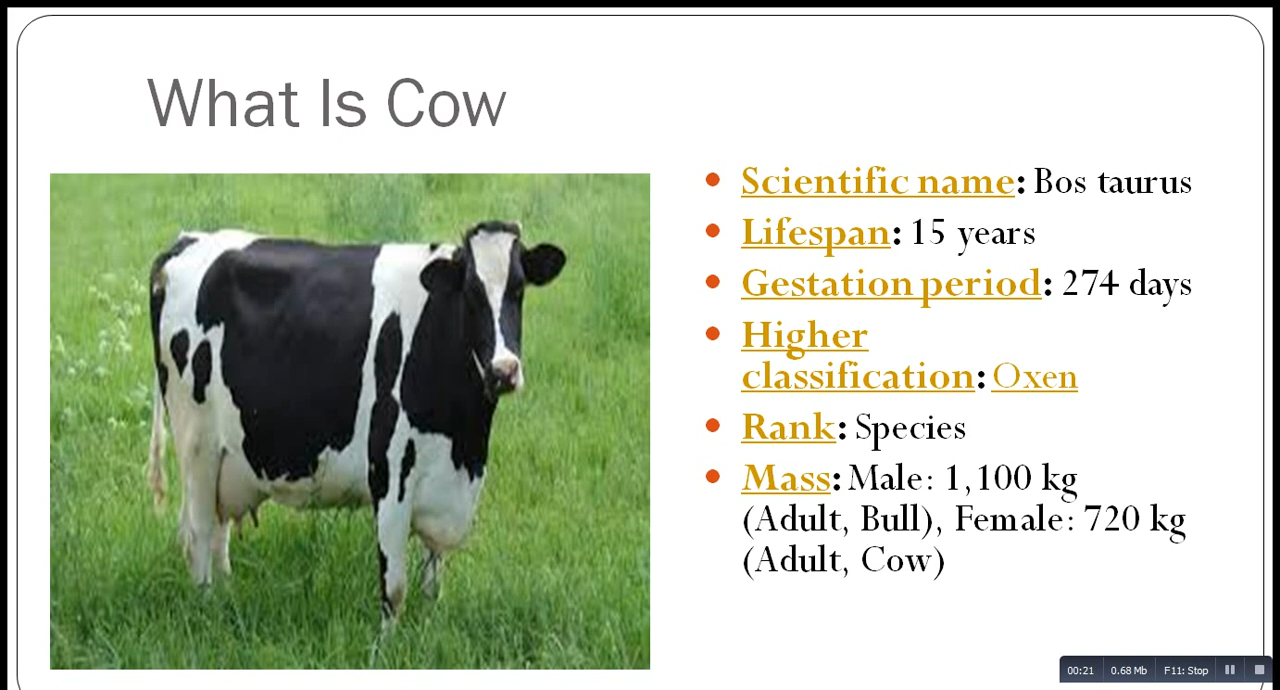 What Is Cow
• Scientific name: Bos taurus
• Lifespan: 15 years
• Gestation period: 274 days
• Higher
classification: Oxen
• Rank: Species
• Mass: Male: 1,100 kg
(Adult, Bull), Female: 720 kg
(Adult, Cow)
00:21 0.68 Mb F11: Stop